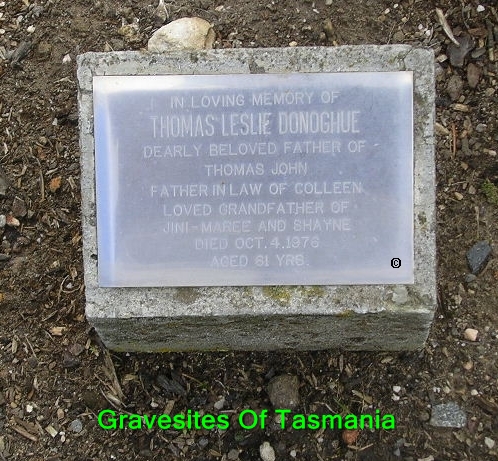 IN LOVING MEMORY OF
THOMAS LESLIE DONOGHUE
DEARLY BELOVED FATHER OF
THOMAS JOHN
FATHER IN LAW OF COLLEEN
LOVED GRANDFATHER OF
JINI-MAREE AND SHAYNE
DIED OCT. 4. 1976
AGED 61 YRS.
©
Gravesites Of Tasmania